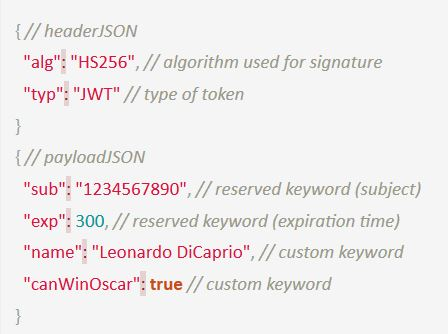 { // headerJSON
"alg": "HS256", // algorithm used for signature
"typ": "JWT" // type of token
}
{ // payloadJSON
"sub": "1234567890", // reserved keyword (subject)
"exp": 300, // reserved keyword (expiration time)
"name": "Leonardo DiCaprio", // custom keyword
"canWinOscar": true // custom keyword
}